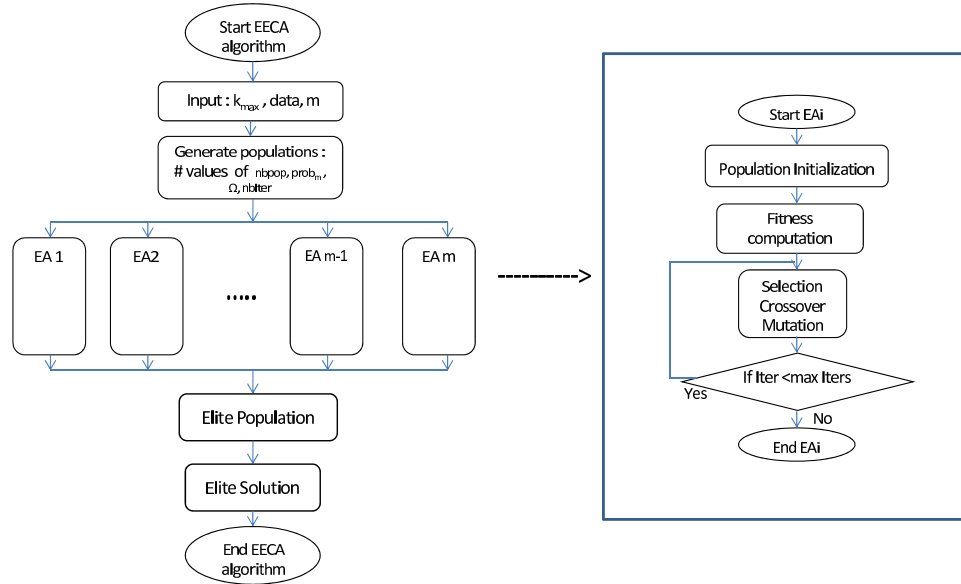 Start EECA
algorithm
Input : kmax , data, m
Generate populations :
# values of nbpop, probm ,
Ω, nbIter
EA 1
EA2
.....
EA m-1
EA m
Elite Population
Elite Solution
End EECA
algorithm
Start EAi
Population Initialization
Fitness
computation
Selection
Crossover
Mutation
If Iter <max Iters
Yes
No
End EAi